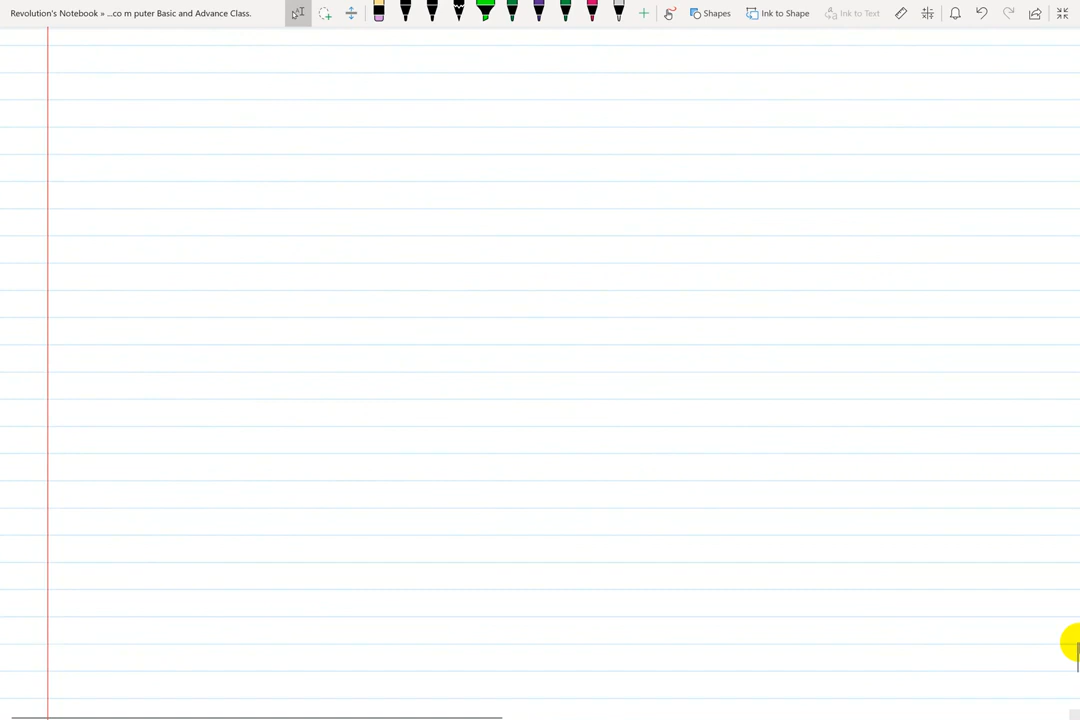 Revolution's Notebook » ...co m puter Basic and Advance Class.
Shapes
Ink to Shape
Ink to Text